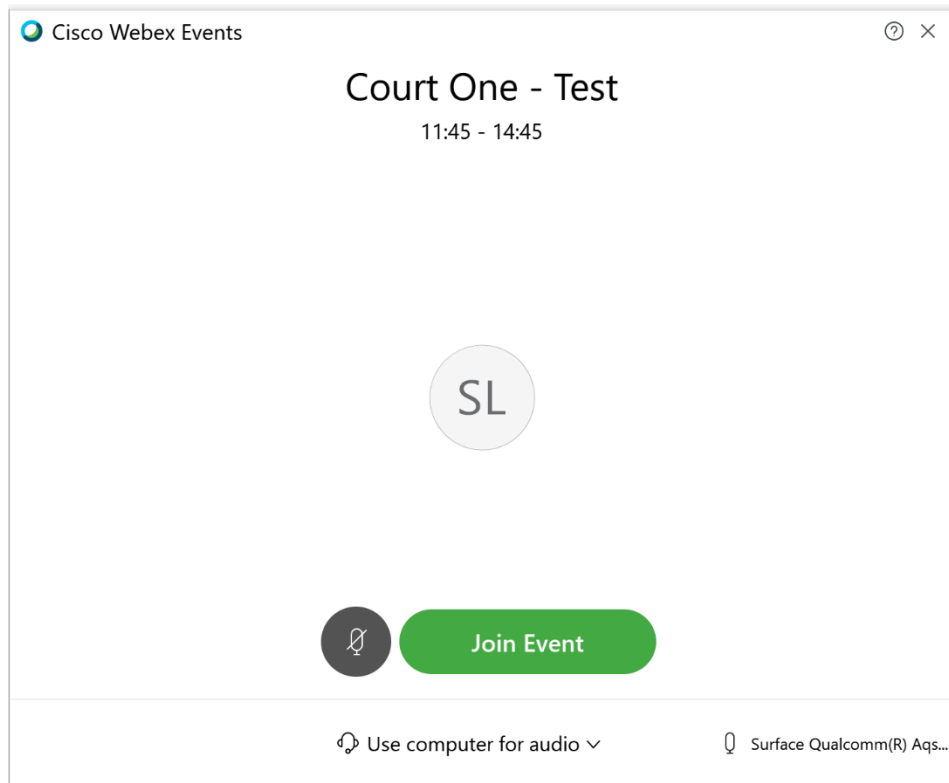 Cisco Webex Events
Court One - Test
11:45 - 14:45
SL
Join Event
Use computer for audio
Surface Qualcomm(R) Aqs...